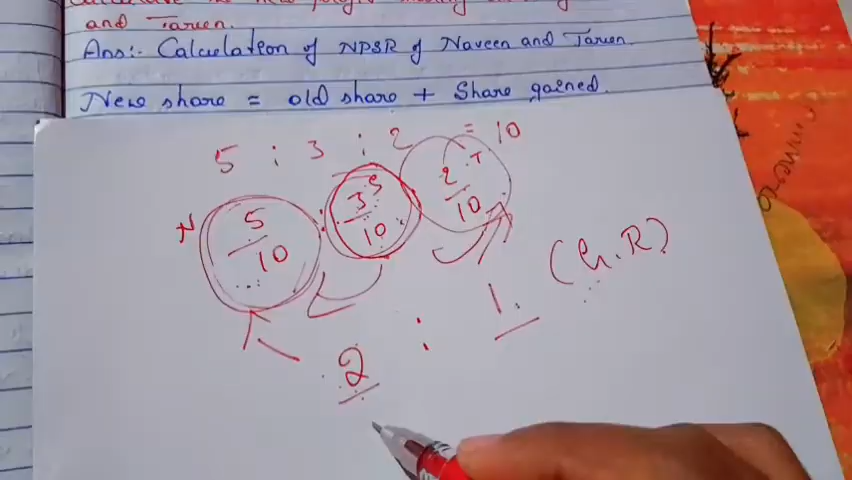 and Tarun.
Ans:- Calculation of NPSR of Naveen and Tarun.
New share = old share + Share gained.
5 : 3 : 2 = 10
N 5/10 : 3/10 S 2/10 T
2 : 1 (G.R)